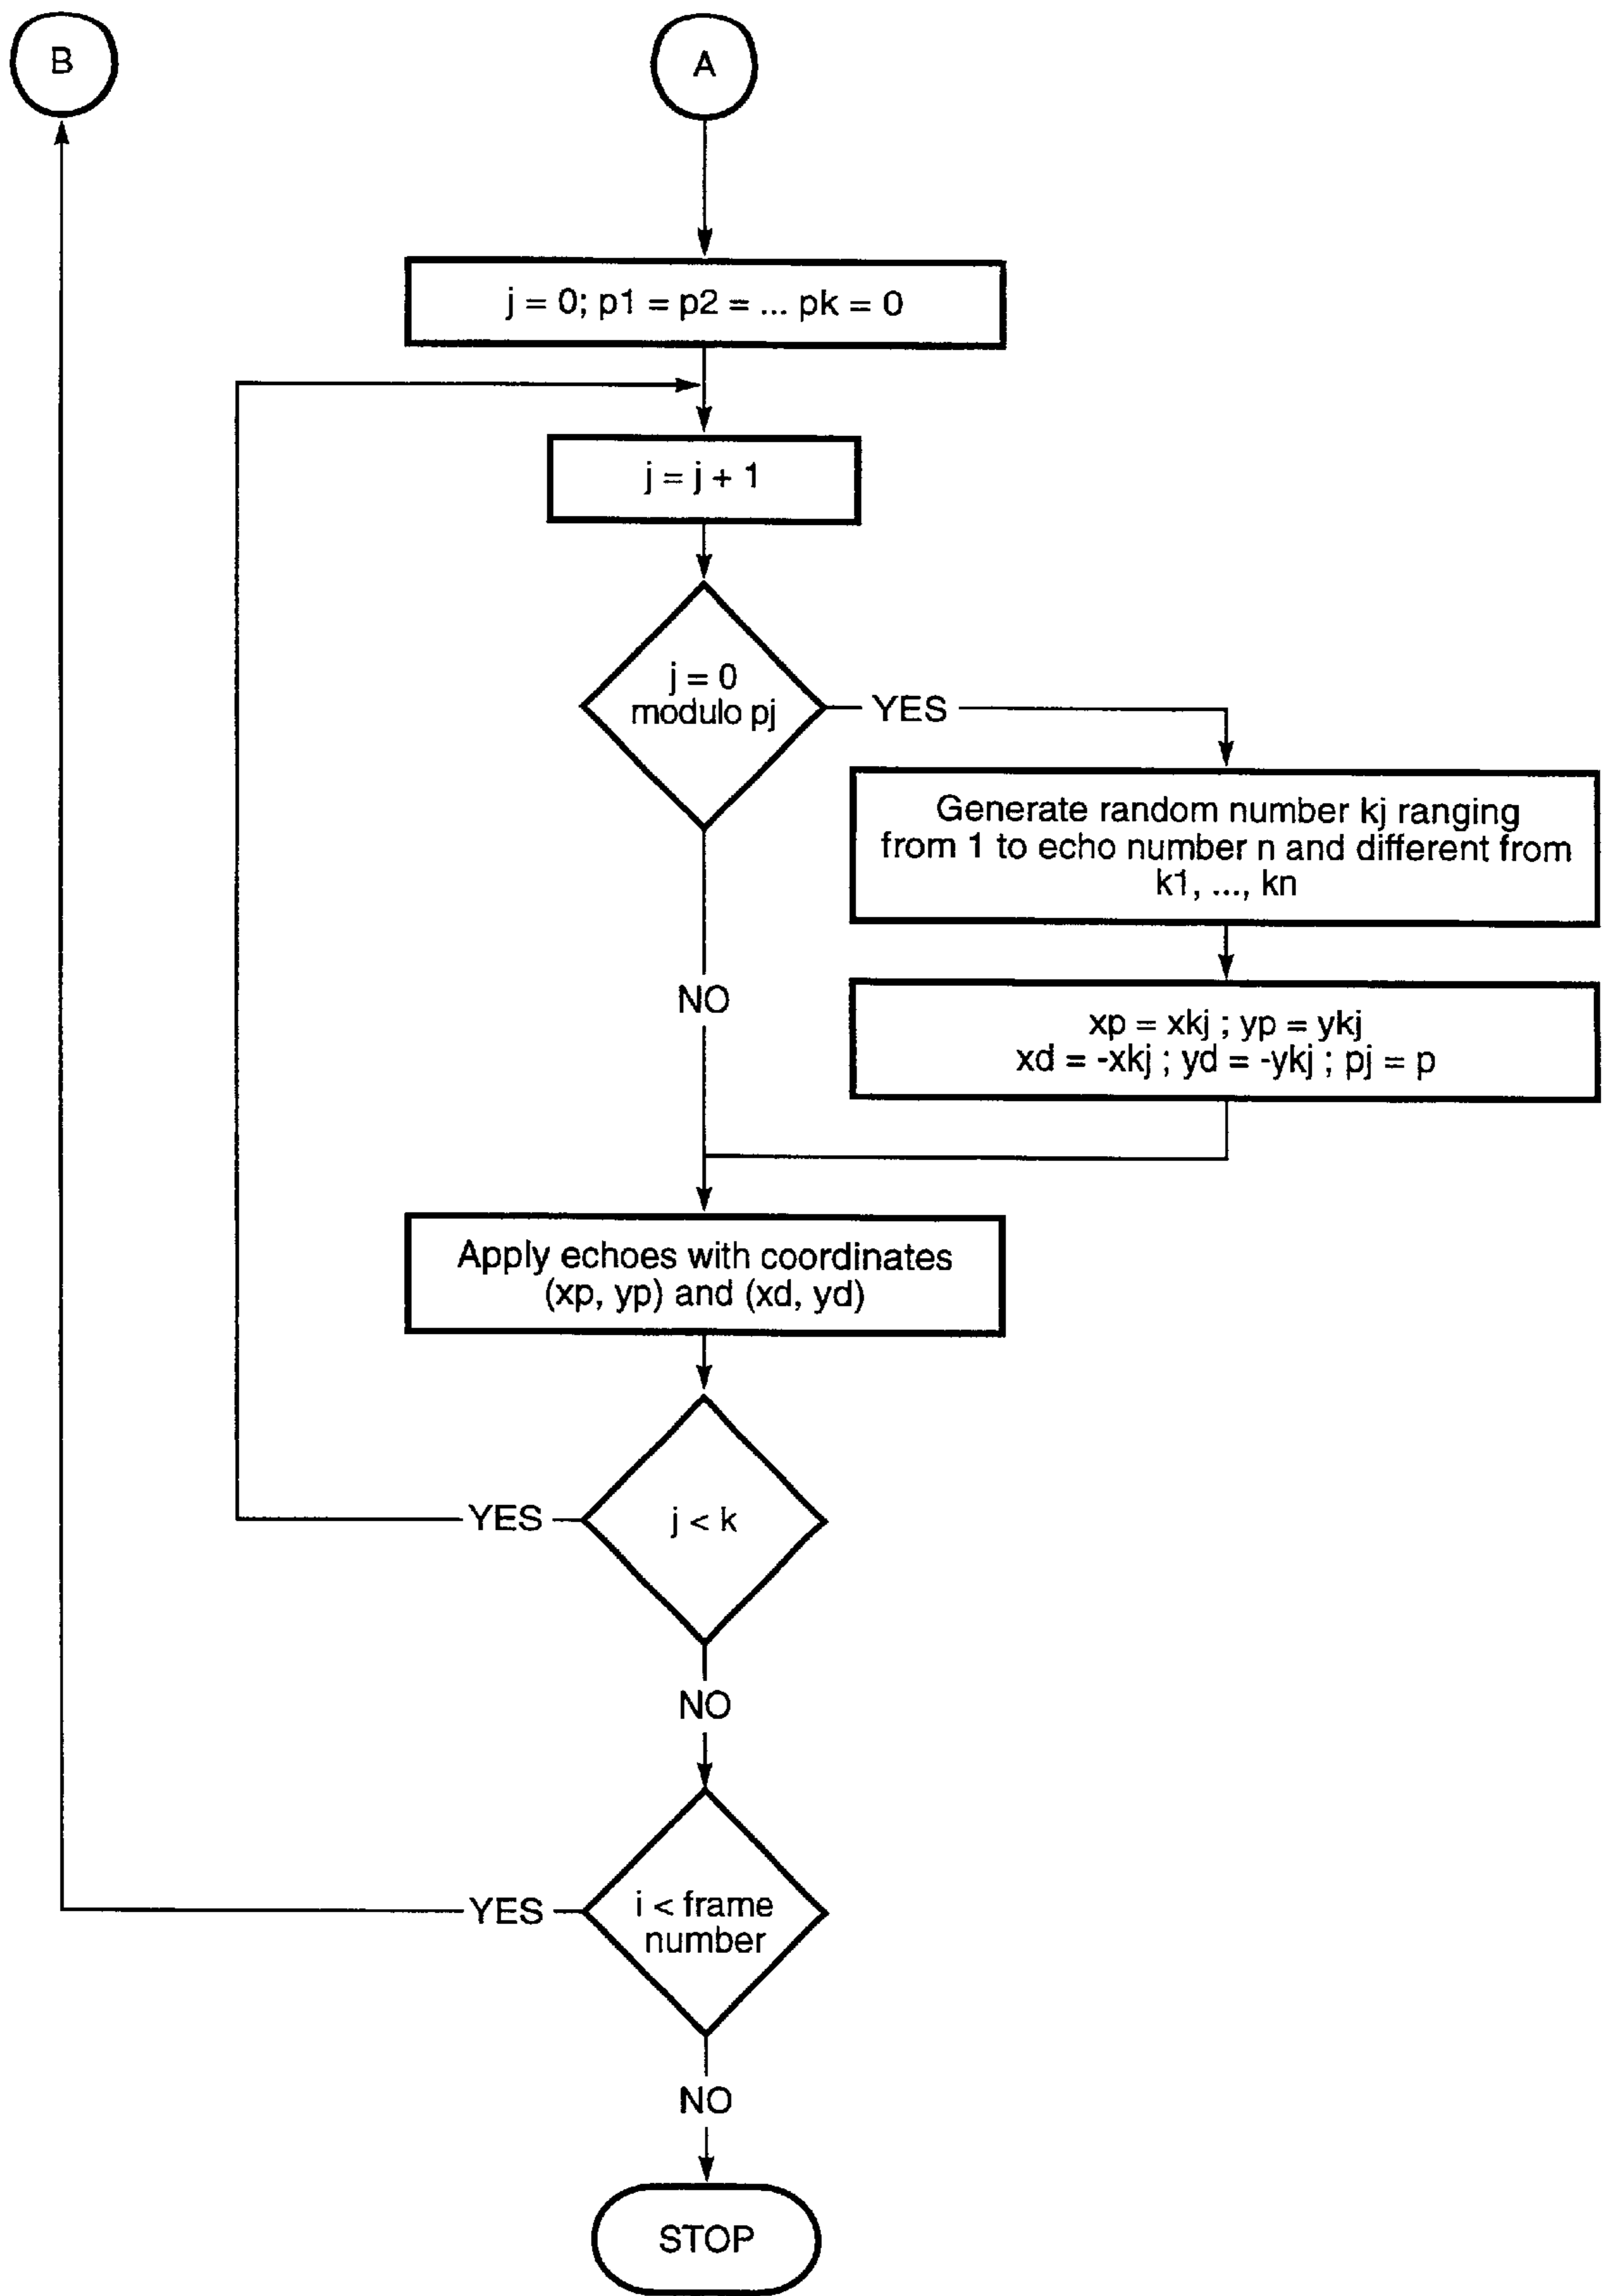 B
A
j = 0; p1 = p2 = ... pk = 0
j = j + 1
j = 0
modulo pj
YES
Generate random number kj ranging
from 1 to echo number n and different from
k1, ..., kn
NO
xp = xkj ; yp = ykj
xd = -xkj ; yd = -ykj ; pj = p
Apply echoes with coordinates
(xp, yp) and (xd, yd)
YES
j < k
NO
YES
i < frame
number
NO
STOP